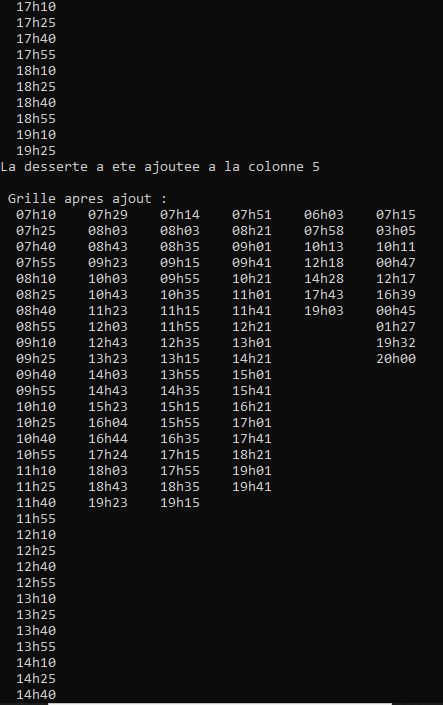 17h10
17h25
17h40
17h55
18h10
18h25
18h40
18h55
19h10
19h25
La desserte a ete ajoutee a la colonne 5
Grille apres ajout :
07h10 07h29 07h14 07h51 06h03 07h15
07h25 08h03 08h03 08h21 07h58 03h05
07h40 08h43 08h35 09h01 10h13 10h11
07h55 09h23 09h15 09h41 12h18 00h47
08h10 10h03 09h55 10h21 14h28 12h17
08h25 10h43 10h35 11h01 17h43 16h39
08h40 11h23 11h15 11h41 19h03 00h45
08h55 12h03 11h55 12h21 01h27
09h10 12h43 12h35 13h01 19h32
09h25 13h23 13h15 14h21 20h00
09h40 14h03 13h55 15h01
09h55 14h43 14h35 15h41
10h10 15h23 15h15 16h21
10h25 16h04 15h55 17h01
10h40 16h44 16h35 17h41
10h55 17h24 17h15 18h21
11h10 18h03 17h55 19h01
11h25 18h43 18h35 19h41
11h40 19h23 19h15
11h55
12h10
12h25
12h40
12h55
13h10
13h25
13h40
13h55
14h10
14h25
14h40